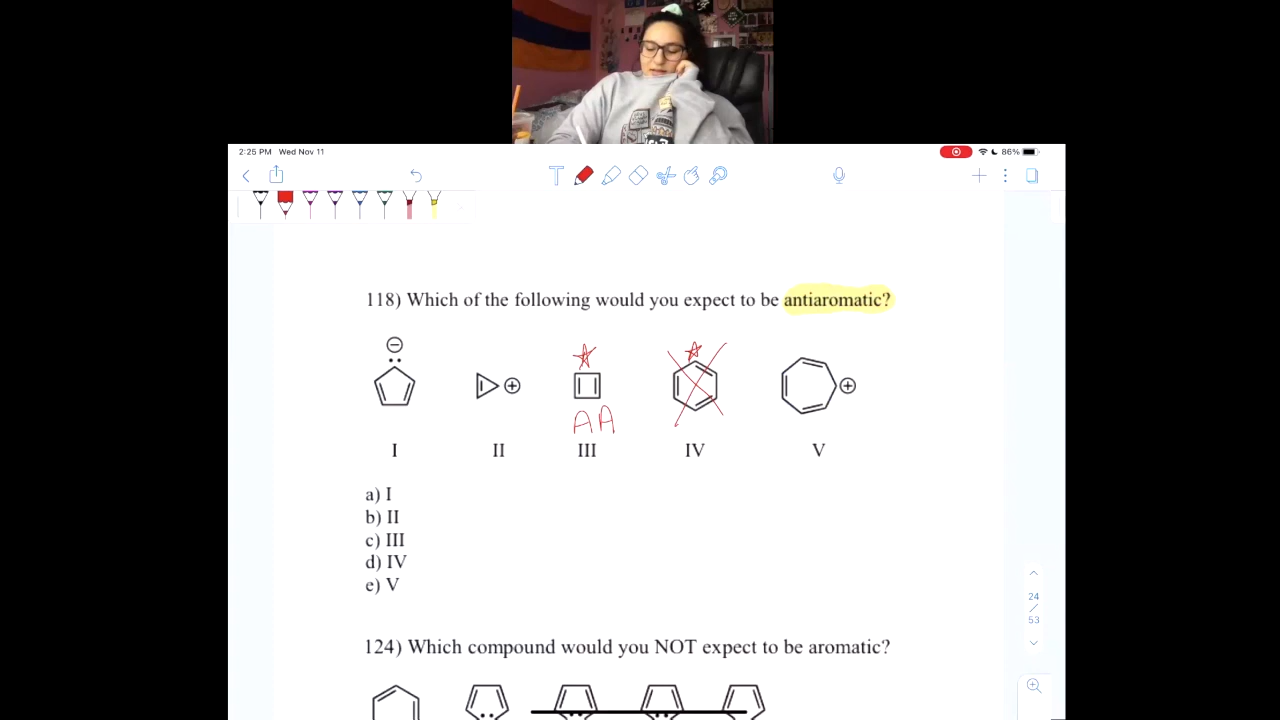 2:25 PM Wed Nov 11
86%
T
118) Which of the following would you expect to be antiaromatic?
AA
I II III IV V
a) I
b) II
c) III
d) IV
e) V
24
/
53
124) Which compound would you NOT expect to be aromatic?